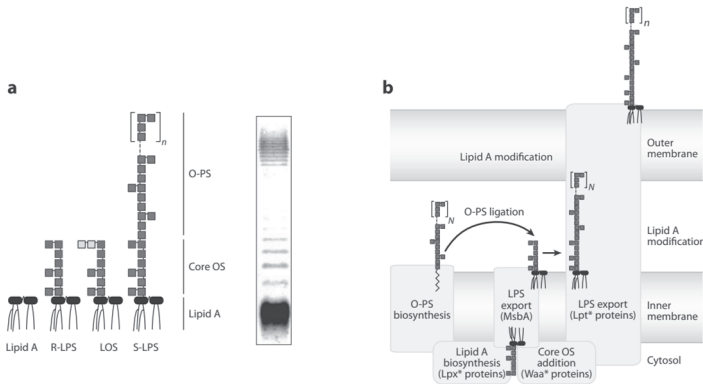 a
n
O-PS
Core OS
Lipid A
Lipid A R-LPS LOS S-LPS
b
n
Outer
membrane
Lipid A modification
N
N
O-PS ligation
Lipid A
modification
O-PS
biosynthesis
LPS
export
(MsbA)
LPS export
(Lpt* proteins)
Inner
membrane
Lipid A
biosynthesis
(Lpx* proteins)
Core OS
addition
(Waa* proteins)
Cytosol